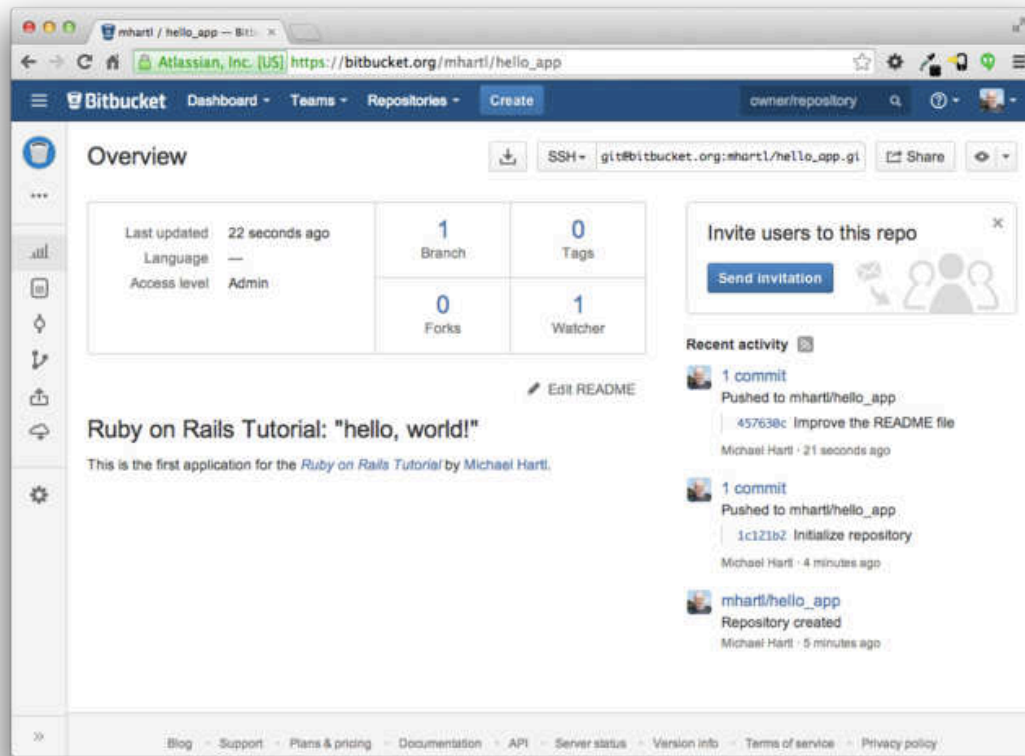 mhartl / hello_app — Bitb
Atlassian, Inc. [US] https://bitbucket.org/mhartl/hello_app
Bitbucket Dashboard Teams Repositories Create owner/repository
Overview SSH git@bitbucket.org:mhartl/hello_app.gi Share
Last updated 22 seconds ago
Language —
Access level Admin
1
Branch
0
Tags
0
Forks
1
Watcher
Edit README
Ruby on Rails Tutorial: "hello, world!"
This is the first application for the Ruby on Rails Tutorial by Michael Hartl.
Invite users to this repo
Send invitation
Recent activity
1 commit
Pushed to mhartl/hello_app
457630c Improve the README file
Michael Hartl · 21 seconds ago
1 commit
Pushed to mhartl/hello_app
1c121b2 Initialize repository
Michael Hartl · 4 minutes ago
mhartl/hello_app
Repository created
Michael Hartl · 5 minutes ago
Blog · Support · Plans & pricing · Documentation · API · Server status · Version info · Terms of service · Privacy policy